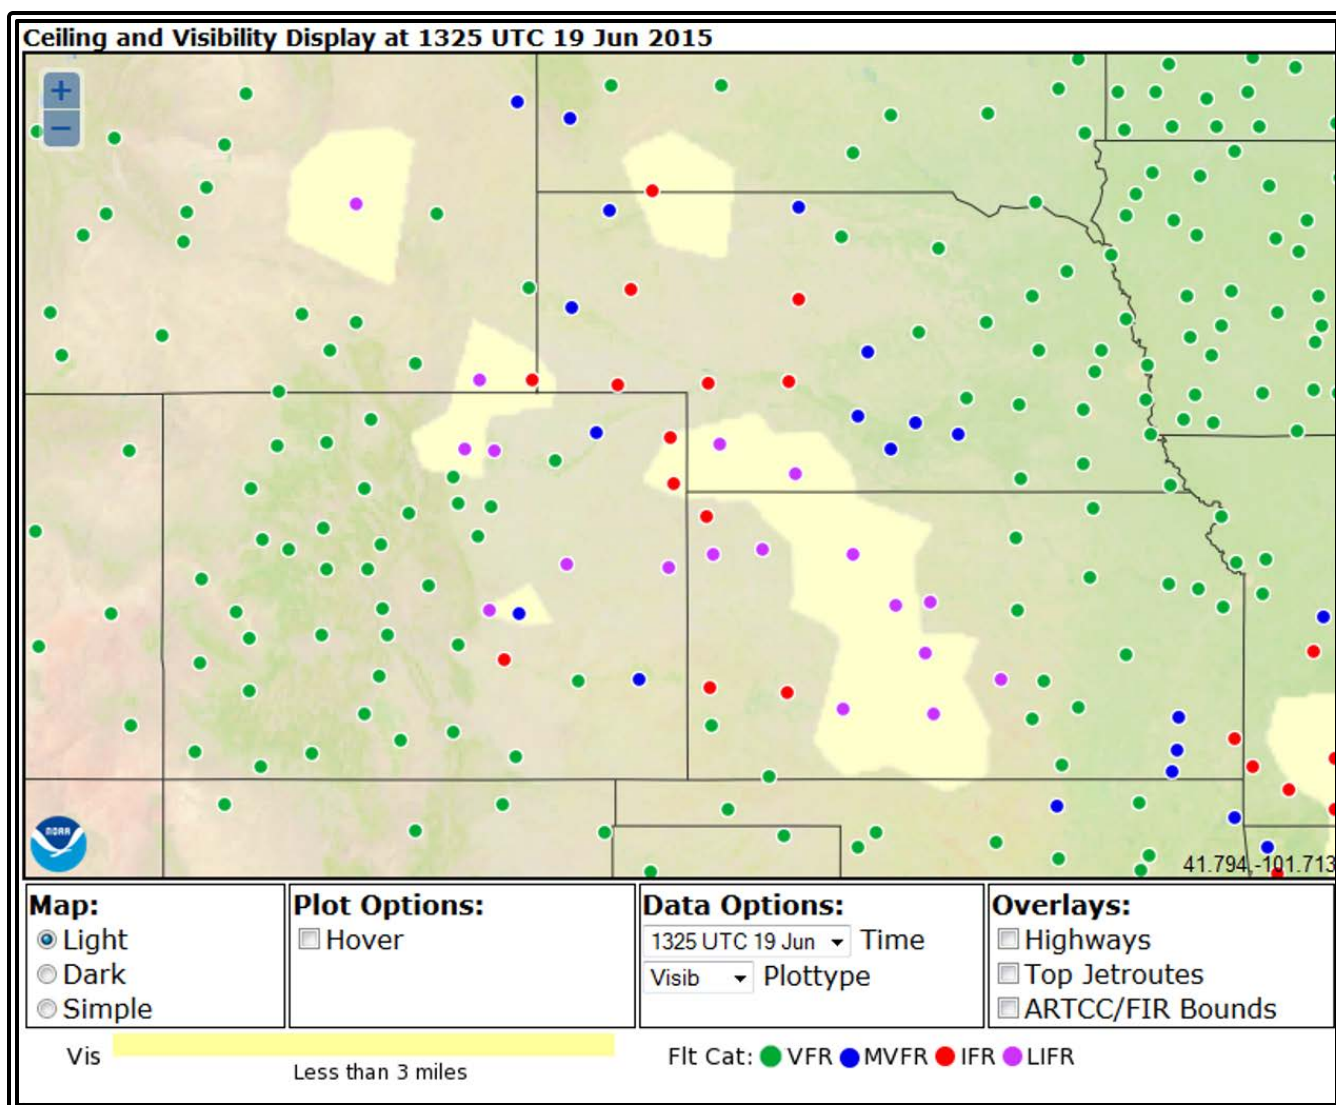 Ceiling and Visibility Display at 1325 UTC 19 Jun 2015
+
−
NOAA
41.794,-101.713
Map:
Light
Dark
Simple
Plot Options:
Hover
Data Options:
1325 UTC 19 Jun Time
Visib Plottype
Overlays:
Highways
Top Jetroutes
ARTCC/FIR Bounds
Vis
Less than 3 miles
Flt Cat: VFR MVFR IFR LIFR